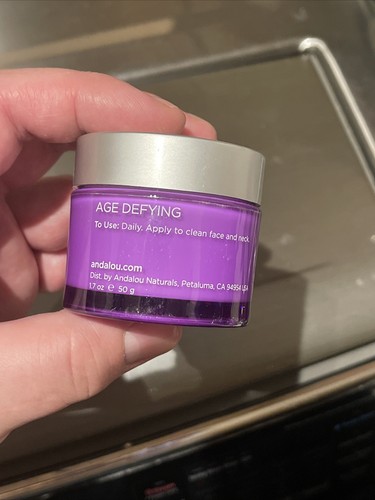 AGE DEFYING
To Use: Daily. Apply to clean face and neck.
andalou.com
Dist. by Andalou Naturals, Petaluma, CA 94954 USA
1.7 oz ℮ 50 g